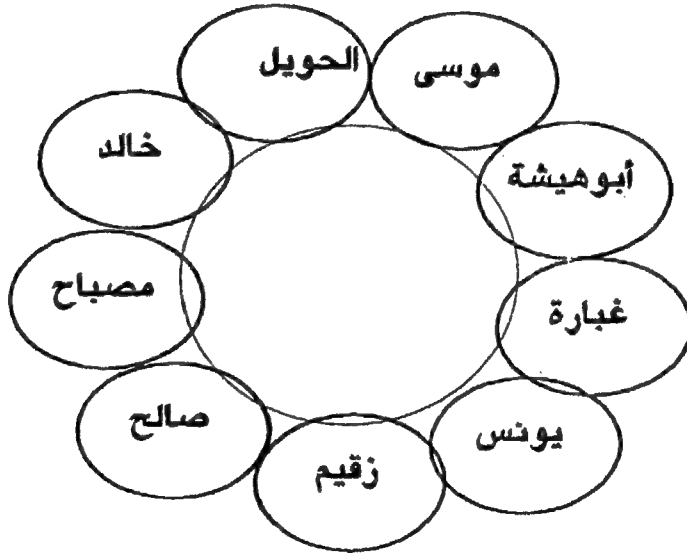 موسى
الحويل
أبوهيشة
خالد
غبارة
مصباح
يونس
صالح
زقيم